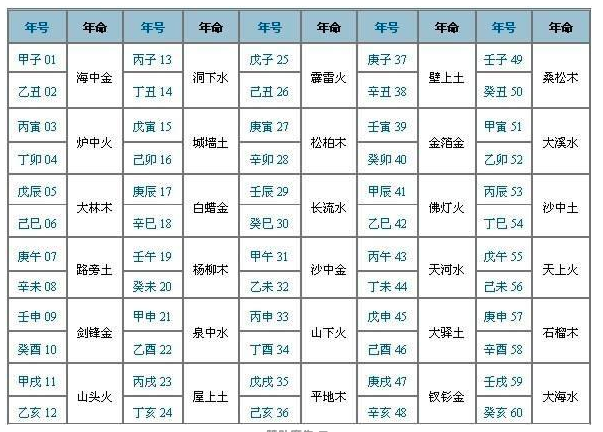 年号 年命 年号 年命 年号 年命 年号 年命 年号 年命
甲子 01 海中金 丙子 13 洞下水 戊子 25 霹雷火 庚子 37 壁上土 壬子 49 桑松木
乙丑 02 丁丑 14 己丑 26 辛丑 38 癸丑 50
丙寅 03 炉中火 戊寅 15 城墙土 庚寅 27 松柏木 壬寅 39 金箔金 甲寅 51 大溪水
丁卯 04 己卯 16 辛卯 28 癸卯 40 乙卯 52
戊辰 05 大林木 庚辰 17 白蜡金 壬辰 29 长流水 甲辰 41 佛灯火 丙辰 53 沙中土
己巳 06 辛巳 18 癸巳 30 乙巳 42 丁巳 54
庚午 07 路旁土 壬午 19 杨柳木 甲午 31 沙中金 丙午 43 天河水 戊午 55 天上火
辛未 08 癸未 20 乙未 32 丁未 44 己未 56
壬申 09 剑锋金 甲申 21 泉中水 丙申 33 山下火 戊申 45 大驿土 庚申 57 石榴木
癸酉 10 乙酉 22 丁酉 34 己酉 46 辛酉 58
甲戌 11 山头火 丙戌 23 屋上土 戊戌 35 平地木 庚戌 47 钗钐金 壬戌 59 大海水
乙亥 12 丁亥 24 己亥 36 辛亥 48 癸亥 60